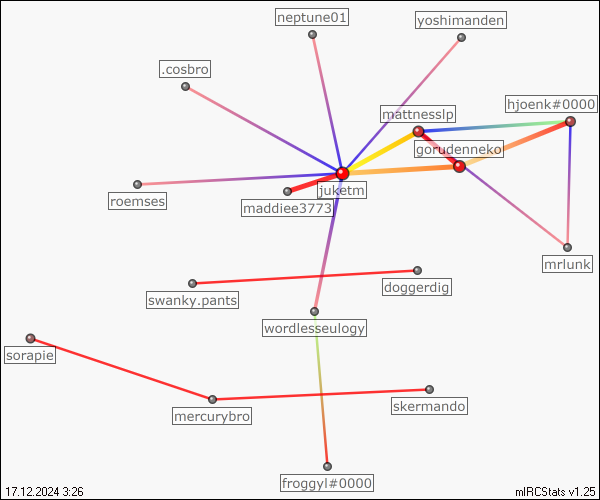 neptune01
yoshimanden
.cosbro
hjoenk#0000
mattnesslp
gorudenneko
juketm
roemses
maddiee3773
mrlunk
doggerdig
swanky.pants
wordlesseulogy
sorapie
skermando
mercurybro
froggyl#0000
17.12.2024 3:26
mIRCStats v1.25